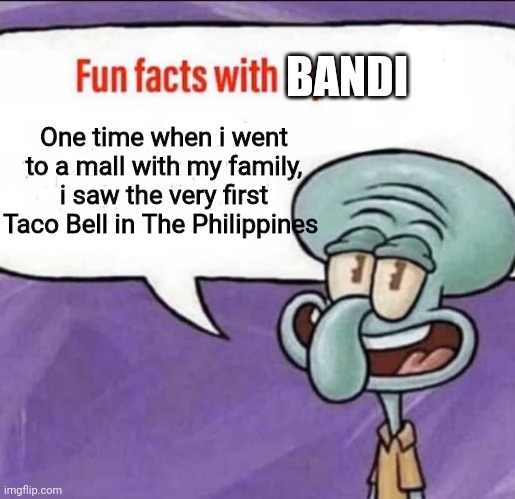 Fun facts with BANDI
One time when i went
to a mall with my family,
i saw the very first
Taco Bell in The Philippines
imgflip.com